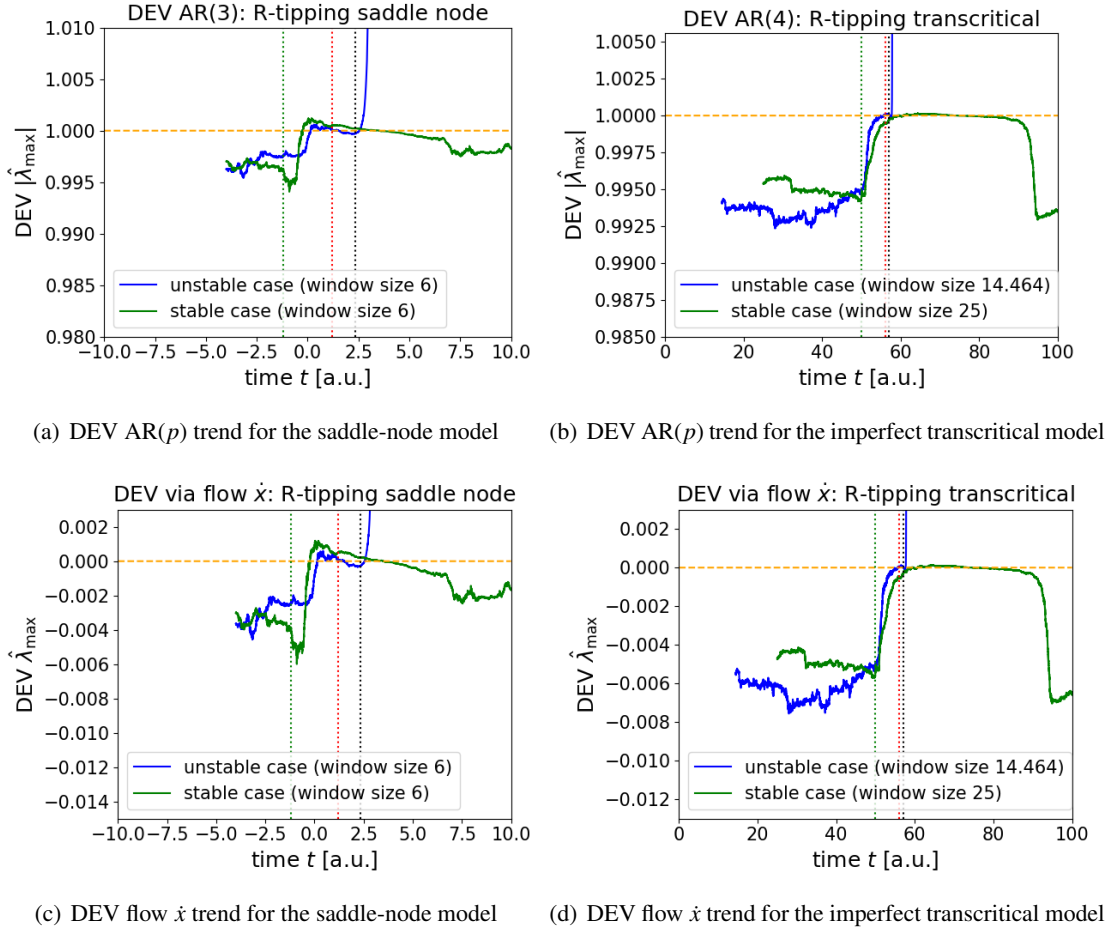 DEV AR(3): R-tipping saddle node
1.010
1.005
1.000
0.995
0.990
0.985
0.980
DEV |λ̂max|
unstable case (window size 6)
stable case (window size 6)
−10.0 −7.5 −5.0 −2.5 0.0 2.5 5.0 7.5 10.0
time t [a.u.]
(a) DEV AR(p) trend for the saddle-node model
DEV AR(4): R-tipping transcritical
1.0050
1.0025
1.0000
0.9975
0.9950
0.9925
0.9900
0.9875
0.9850
DEV |λ̂max|
unstable case (window size 14.464)
stable case (window size 25)
0 20 40 60 80 100
time t [a.u.]
(b) DEV AR(p) trend for the imperfect transcritical model
DEV via flow ẋ: R-tipping saddle node
0.002
0.000
−0.002
−0.004
−0.006
−0.008
−0.010
−0.012
−0.014
DEV λ̂max
unstable case (window size 6)
stable case (window size 6)
−10.0 −7.5 −5.0 −2.5 0.0 2.5 5.0 7.5 10.0
time t [a.u.]
(c) DEV flow ẋ trend for the saddle-node model
DEV via flow ẋ: R-tipping transcritical
0.002
0.000
−0.002
−0.004
−0.006
−0.008
−0.010
−0.012
DEV λ̂max
unstable case (window size 14.464)
stable case (window size 25)
0 20 40 60 80 100
time t [a.u.]
(d) DEV flow ẋ trend for the imperfect transcritical model